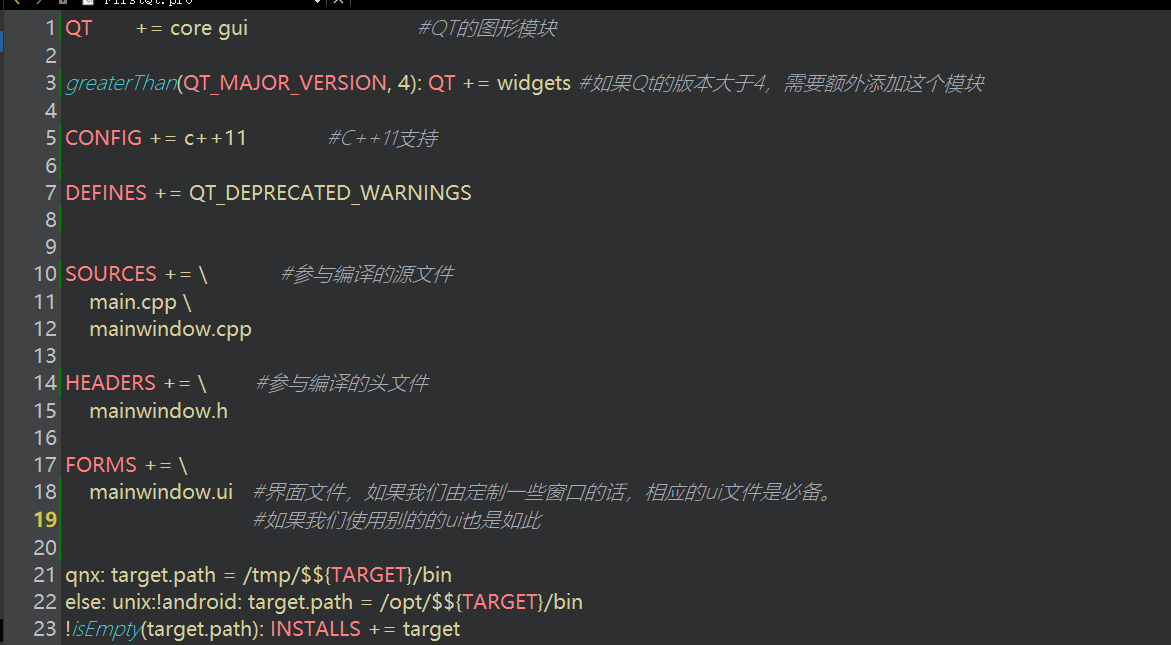 FirstQt.pro
1 QT += core gui #QT的图形模块
2
3 greaterThan(QT_MAJOR_VERSION, 4): QT += widgets #如果Qt的版本大于4，需要额外添加这个模块
4
5 CONFIG += c++11 #C++11支持
6
7 DEFINES += QT_DEPRECATED_WARNINGS
8
9
10 SOURCES += \ #参与编译的源文件
11 main.cpp \
12 mainwindow.cpp
13
14 HEADERS += \ #参与编译的头文件
15 mainwindow.h
16
17 FORMS += \
18 mainwindow.ui #界面文件，如果我们由定制一些窗口的话，相应的ui文件是必备。
19 #如果我们使用别的的ui也是如此
20
21 qnx: target.path = /tmp/$${TARGET}/bin
22 else: unix:!android: target.path = /opt/$${TARGET}/bin
23 !isEmpty(target.path): INSTALLS += target